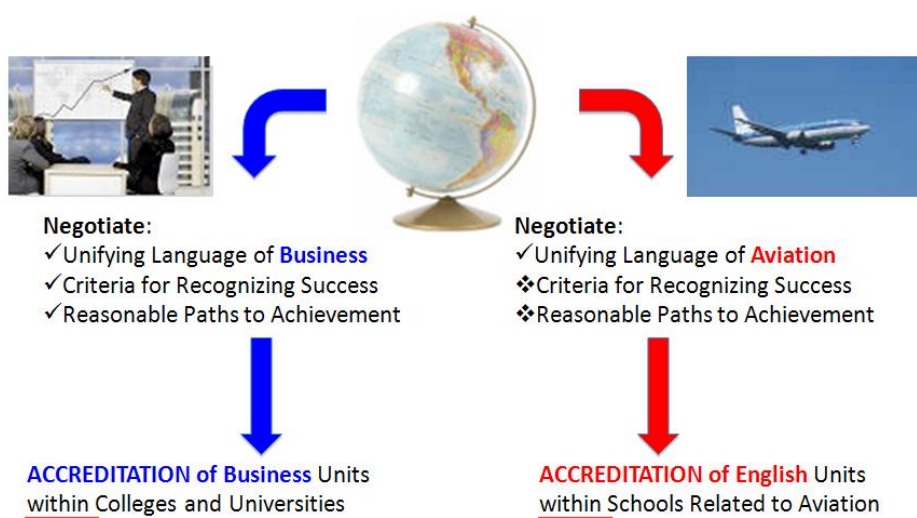 Negotiate:
✓Unifying Language of Business
✓Criteria for Recognizing Success
✓Reasonable Paths to Achievement
ACCREDITATION of Business Units
within Colleges and Universities
Negotiate:
✓Unifying Language of Aviation
❖Criteria for Recognizing Success
❖Reasonable Paths to Achievement
ACCREDITATION of English Units
within Schools Related to Aviation